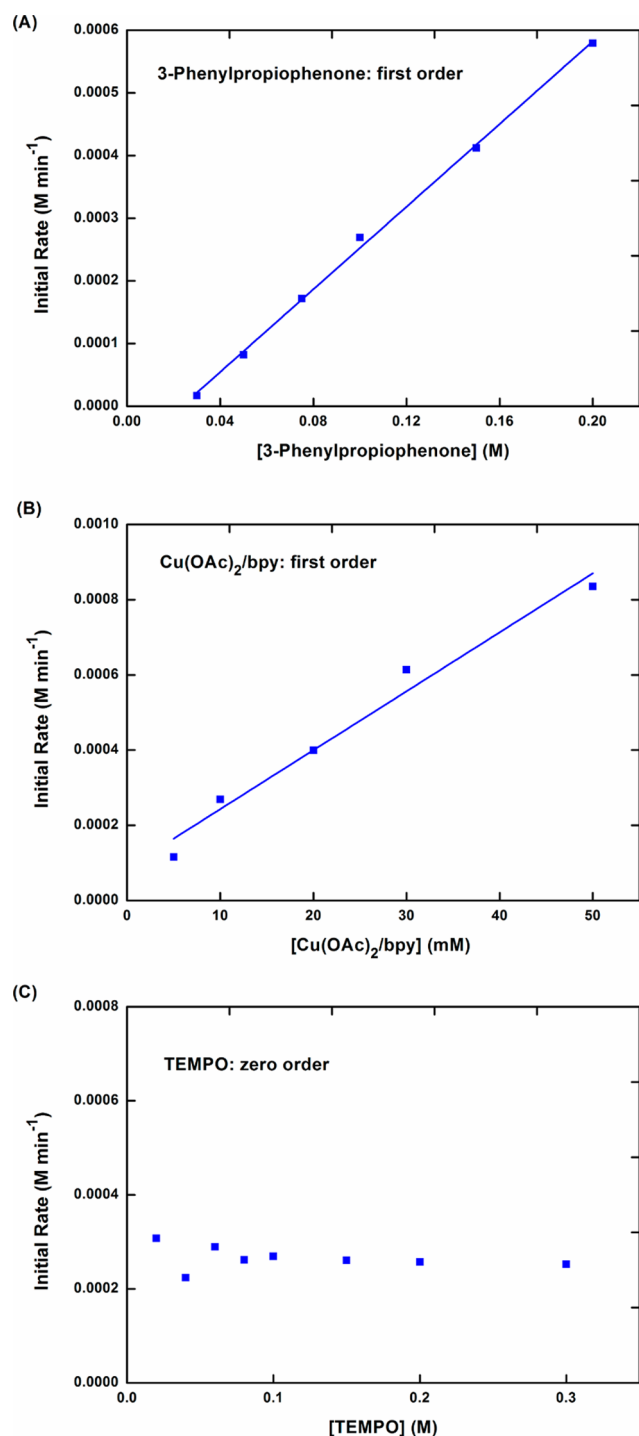 (A)
0.0006
0.0005
0.0004
0.0003
0.0002
0.0001
0.0000
3-Phenylpropiophenone: first order
Initial Rate (M min⁻¹)
0.00 0.04 0.08 0.12 0.16 0.20
[3-Phenylpropiophenone] (M)
(B)
0.0010
0.0008
0.0006
0.0004
0.0002
0.0000
Cu(OAc)₂/bpy: first order
Initial Rate (M min⁻¹)
0 10 20 30 40 50
[Cu(OAc)₂/bpy] (mM)
(C)
0.0008
0.0006
0.0004
0.0002
0.0000
TEMPO: zero order
Initial Rate (M min⁻¹)
0.0 0.1 0.2 0.3
[TEMPO] (M)